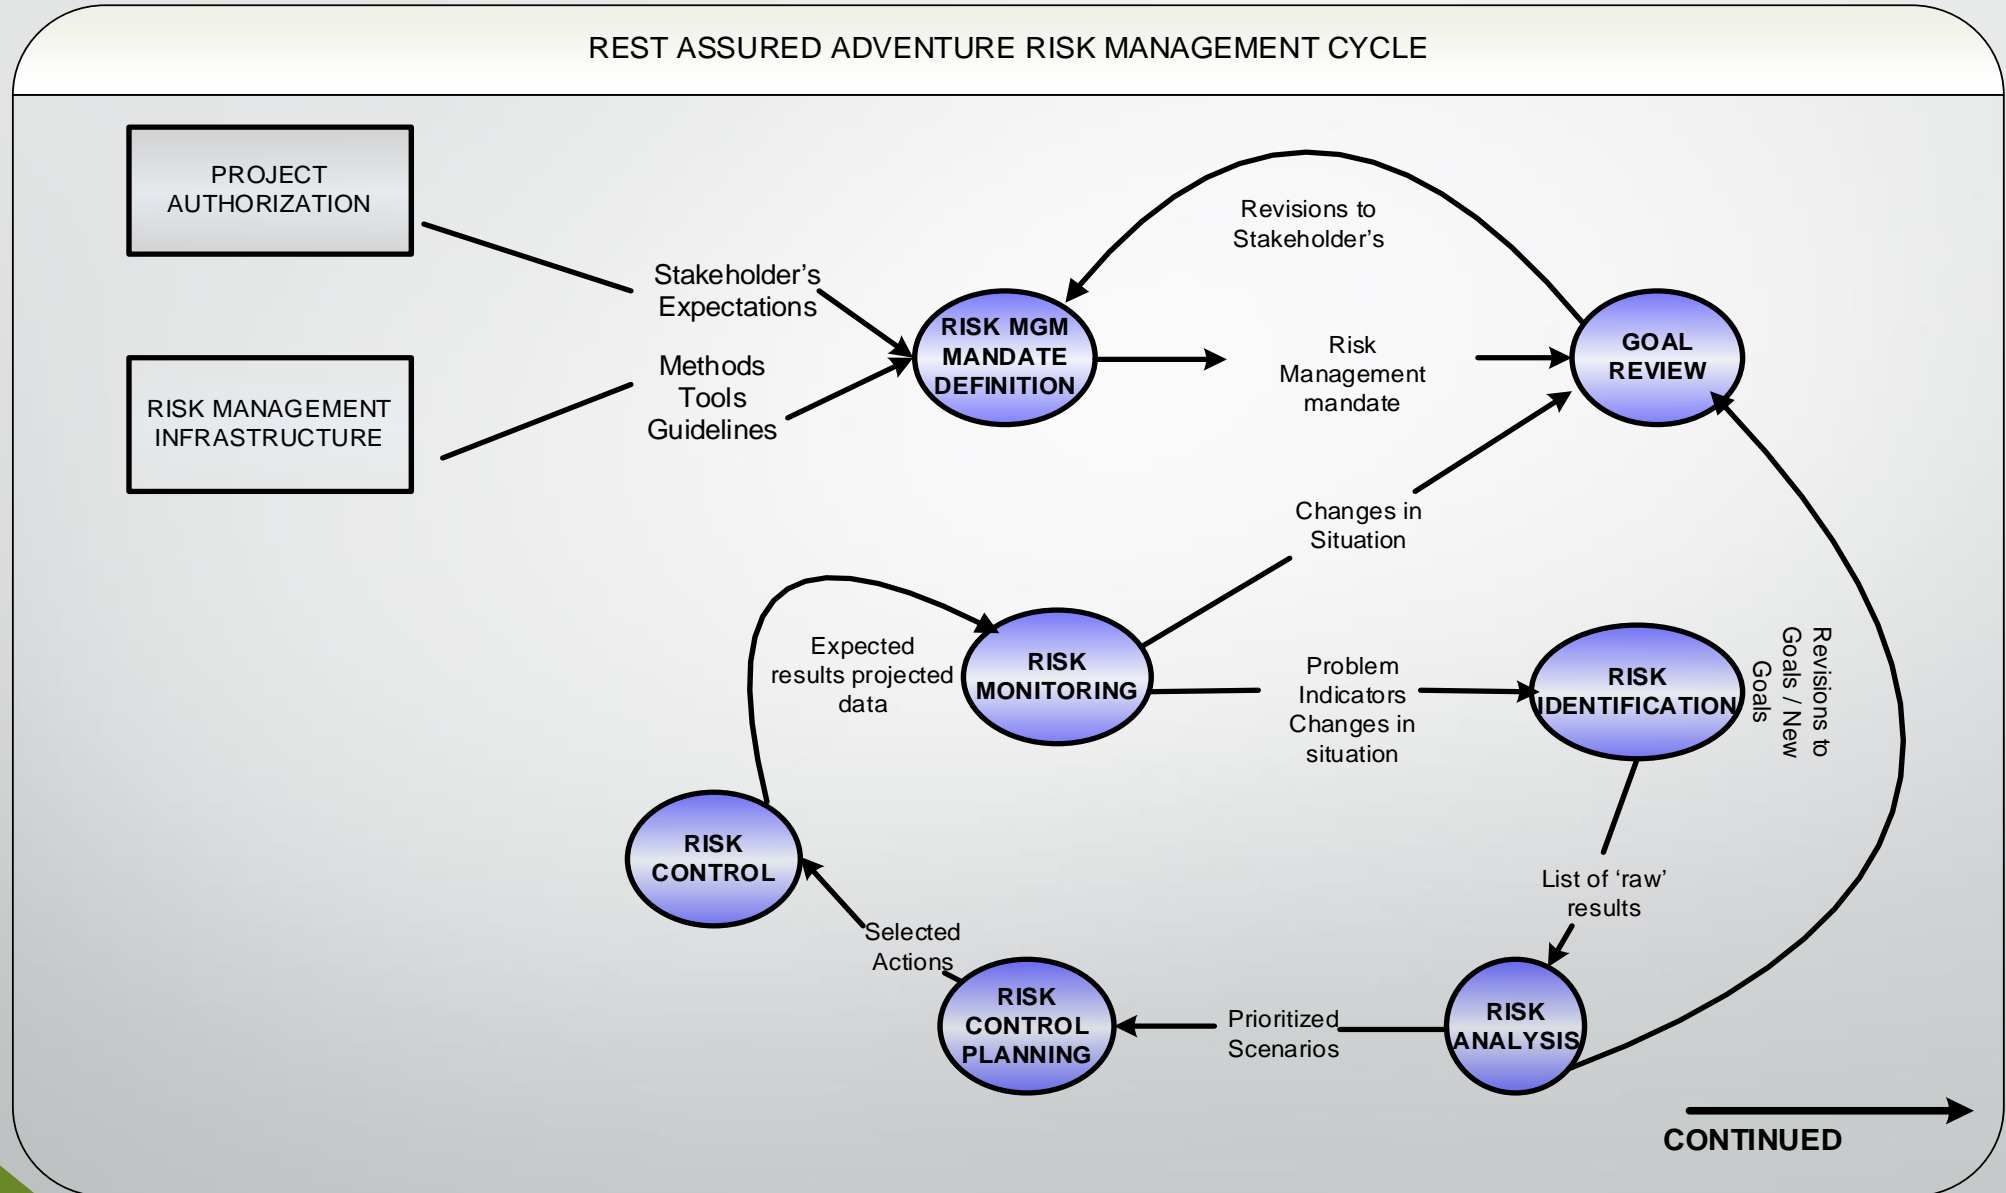 REST ASSURED ADVENTURE RISK MANAGEMENT CYCLE
PROJECT
AUTHORIZATION
RISK MANAGEMENT
INFRASTRUCTURE
Stakeholder’s
Expectations
Methods
Tools
Guidelines
RISK MGM
MANDATE
DEFINITION
Revisions to
Stakeholder’s
Risk
Management
mandate
GOAL
REVIEW
Changes in
Situation
Expected
results projected
data
RISK
MONITORING
Problem
Indicators
Changes in
situation
RISK
IDENTIFICATION
Revisions to
Goals / New
Goals
RISK
CONTROL
List of ‘raw’
results
Selected
Actions
RISK
CONTROL
PLANNING
Prioritized
Scenarios
RISK
ANALYSIS
CONTINUED